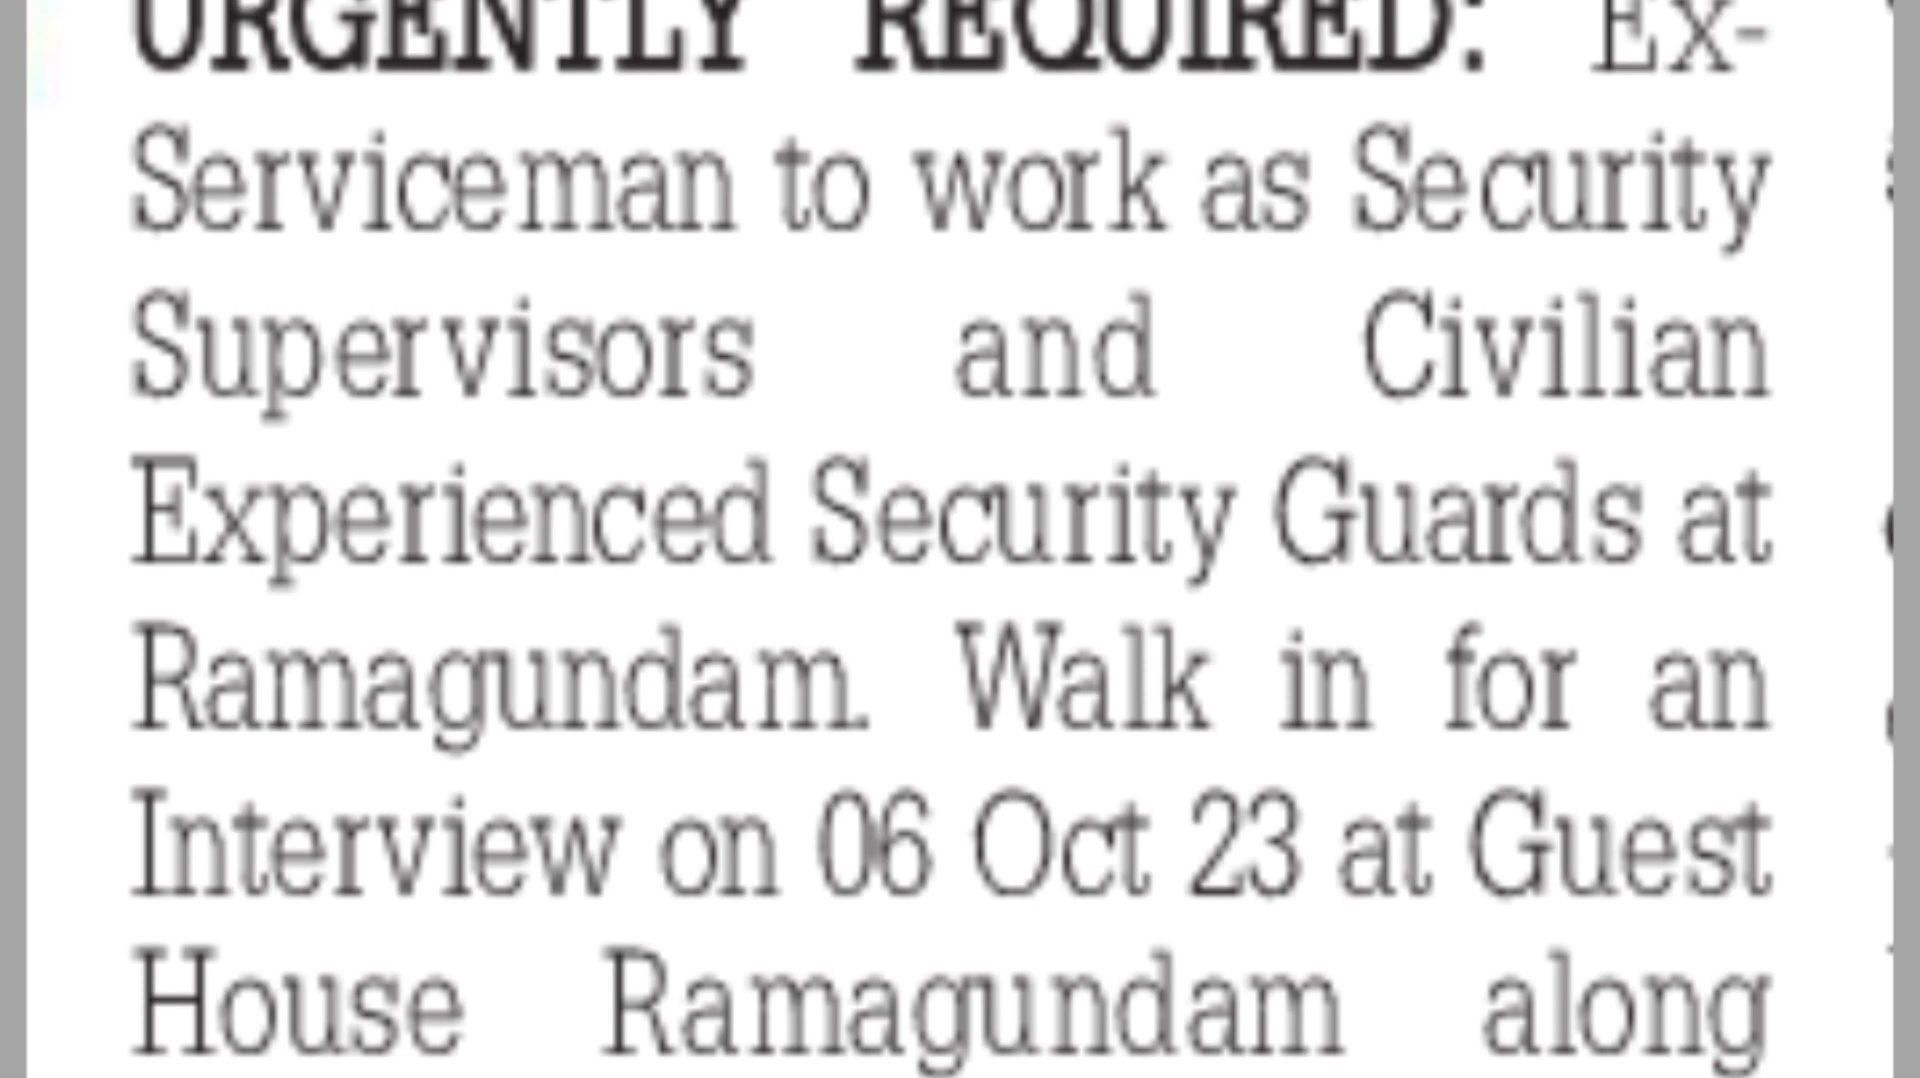 URGENTLY REQUIRED: Ex-
Serviceman to work as Security
Supervisors and Civilian
Experienced Security Guards at
Ramagundam. Walk in for an
Interview on 06 Oct 23 at Guest
House Ramagundam along